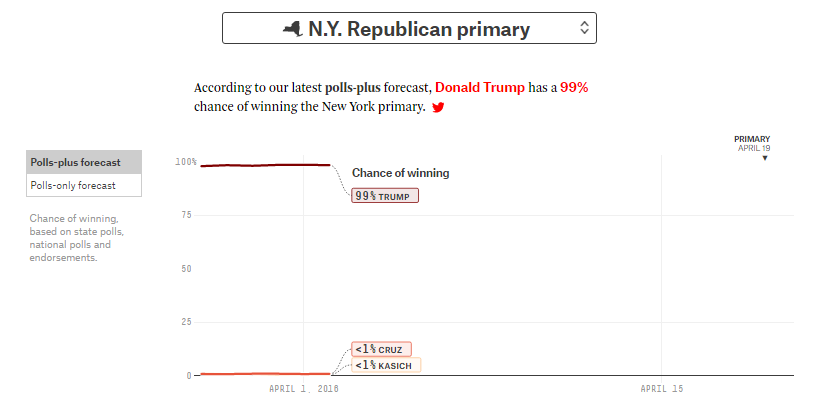 N.Y. Republican primary
According to our latest polls-plus forecast, Donald Trump has a 99%
chance of winning the New York primary.
PRIMARY
APRIL 19
Polls-plus forecast
Polls-only forecast
Chance of winning,
based on state polls,
national polls and
endorsements.
100%
Chance of winning
99% TRUMP
75
50
25
<1% CRUZ
<1% KASICH
0
APRIL 1, 2016
APRIL 15